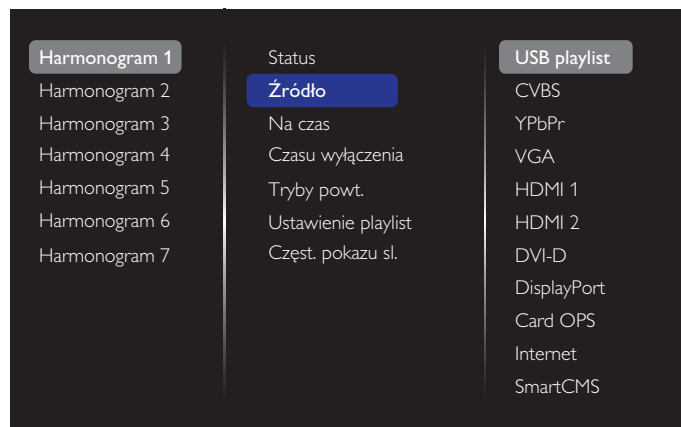 Harmonogram 1
Harmonogram 2
Harmonogram 3
Harmonogram 4
Harmonogram 5
Harmonogram 6
Harmonogram 7
Status
Źródło
Na czas
Czasu wyłączenia
Tryby powt.
Ustawienie playlist
Częst. pokazu sl.
USB playlist
CVBS
YPbPr
VGA
HDMI 1
HDMI 2
DVI-D
DisplayPort
Card OPS
Internet
SmartCMS